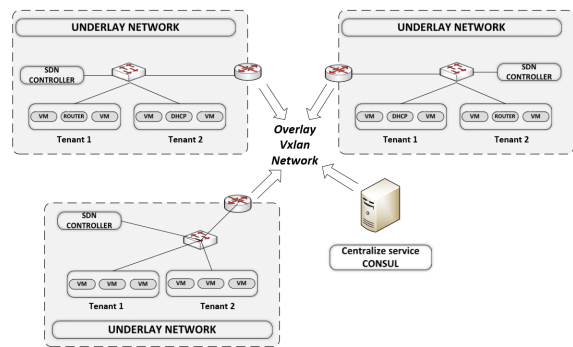 UNDERLAY NETWORK
SDN
CONTROLLER
VM ROUTER VM
VM DHCP VM
Tenant 1
Tenant 2
UNDERLAY NETWORK
SDN
CONTROLLER
VM DHCP VM
VM ROUTER VM
Tenant 1
Tenant 2
Overlay
Vxlan
Network
SDN
CONTROLLER
VM VM VM
VM VM VM
Tenant 1
Tenant 2
UNDERLAY NETWORK
Centralize service
CONSUL